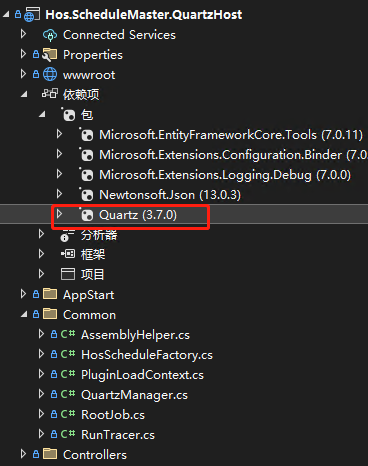 Hos.ScheduleMaster.QuartzHost
Connected Services
Properties
wwwroot
依赖项
包
Microsoft.EntityFrameworkCore.Tools (7.0.11)
Microsoft.Extensions.Configuration.Binder (7.0
Microsoft.Extensions.Logging.Debug (7.0.0)
Newtonsoft.Json (13.0.3)
Quartz (3.7.0)
分析器
框架
项目
AppStart
Common
C# AssemblyHelper.cs
C# HosScheduleFactory.cs
C# PluginLoadContext.cs
C# QuartzManager.cs
C# RootJob.cs
C# RunTracer.cs
Controllers